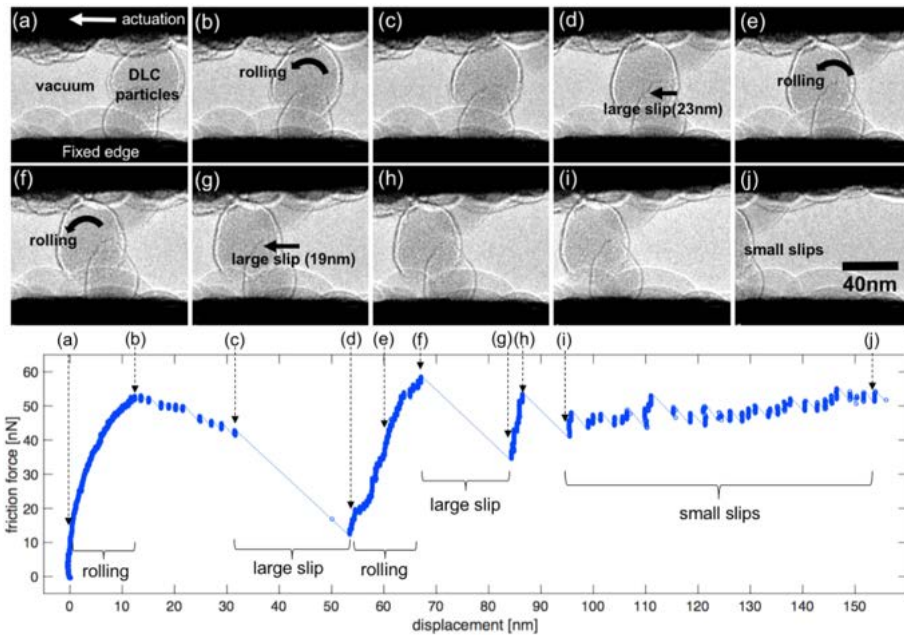 (a) actuation (b) (c) (d) (e)
rolling rolling
vacuum DLC particles
large slip(23nm)
Fixed edge
(f) (g) (h) (i) (j)
rolling large slip (19nm) small slips
40nm
(a) (b) (c) (d) (e) (f) (g) (h) (i) (j)
60
50
40
30
20
10
0
friction force [nN]
rolling large slip rolling large slip small slips
0 10 20 30 40 50 60 70 80 90 100 110 120 130 140 150
displacement [nm]